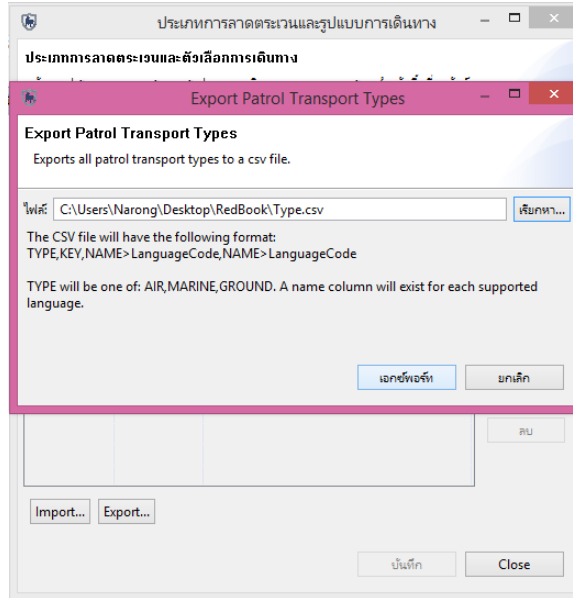 ประเภทการลาดตระเวนและรูปแบบการเดินทาง
ประเภทการลาดตระเวนและตัวเลือกการเดินทาง
Export Patrol Transport Types
Export Patrol Transport Types
Exports all patrol transport types to a csv file.
ไฟล์: C:\Users\Narong\Desktop\RedBook\Type.csv เรียกหา...
The CSV file will have the following format:
TYPE,KEY,NAME>LanguageCode,NAME>LanguageCode
TYPE will be one of: AIR,MARINE,GROUND. A name column will exist for each supported
language.
เอกซ์พอร์ท ยกเลิก
ลบ
Import... Export...
บันทึก Close